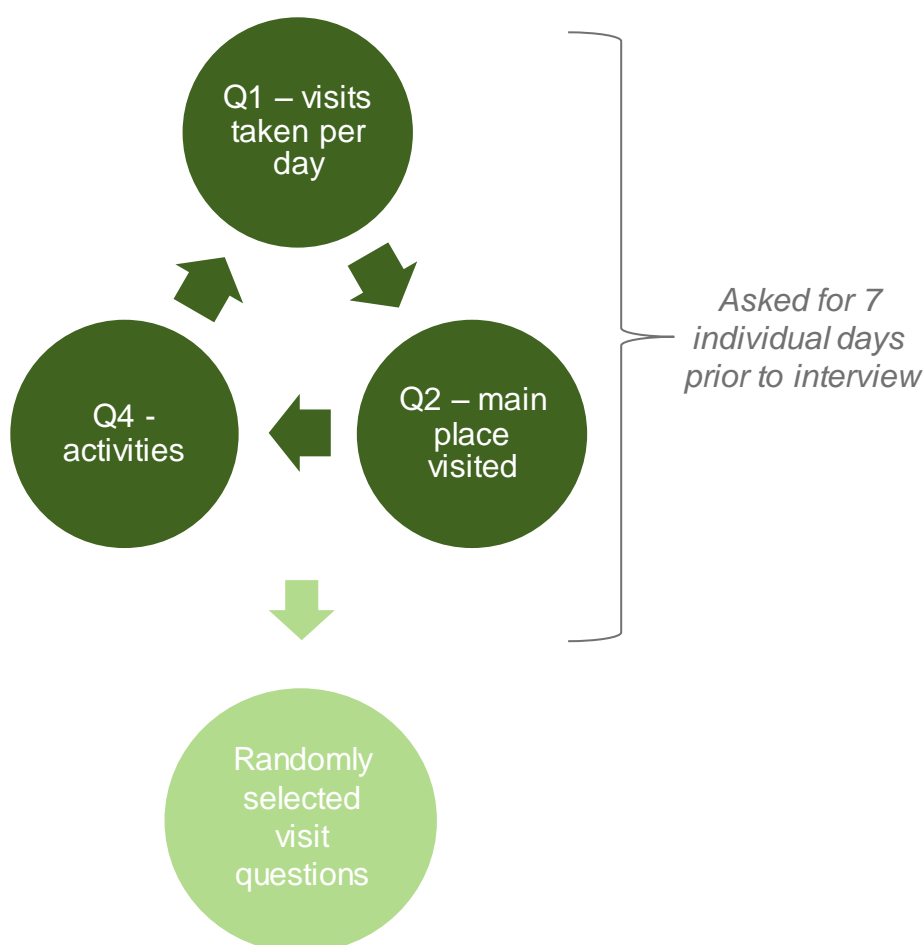 Q1 – visits
taken per
day
Q2 – main
place
visited
Q4 -
activities
Asked for 7
individual days
prior to interview
Randomly
selected
visit
questions